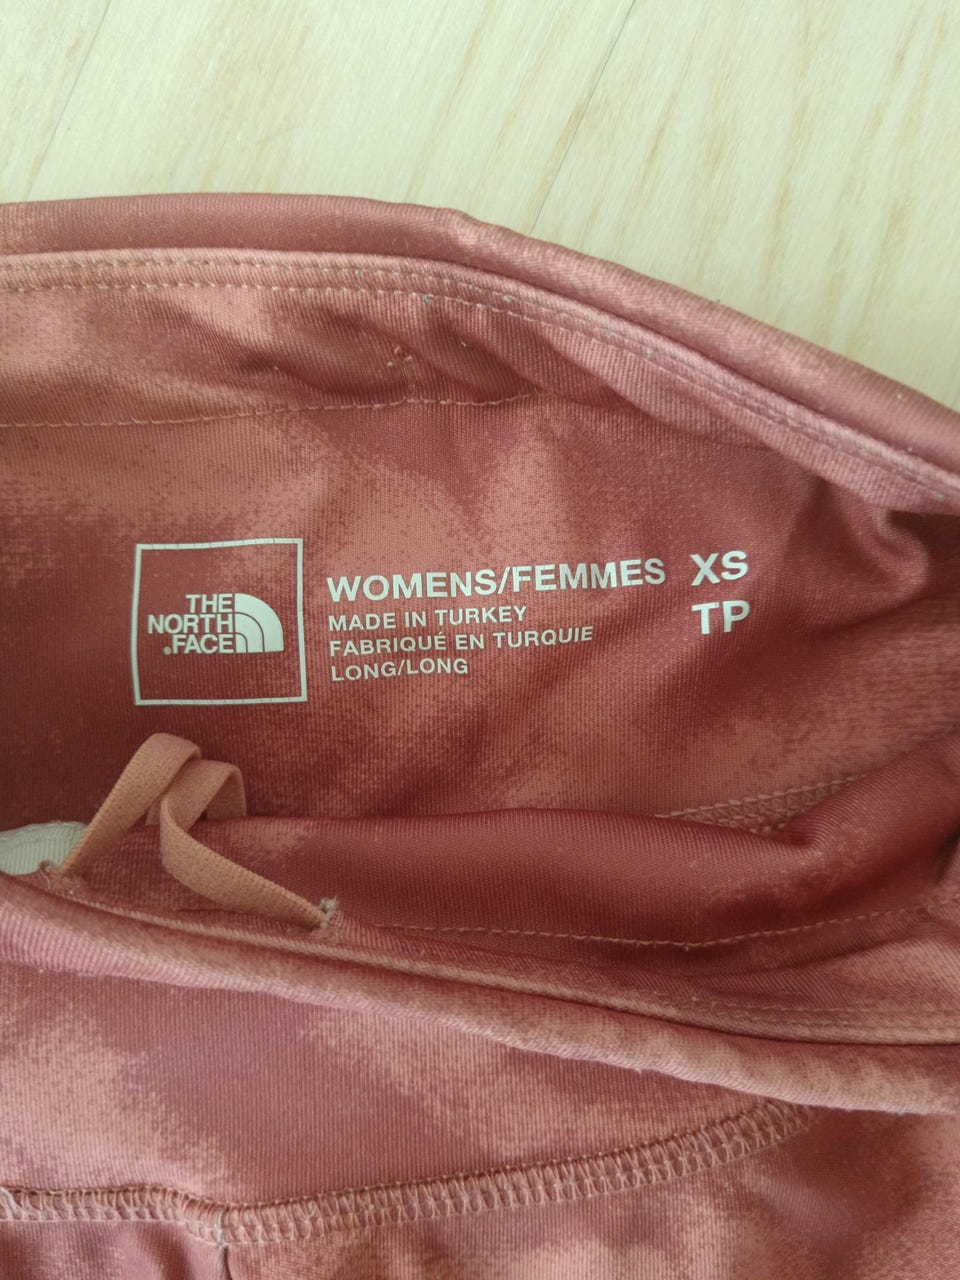 THE
NORTH
FACE
WOMENS/FEMMES XS
MADE IN TURKEY TP
FABRIQUÉ EN TURQUIE
LONG/LONG